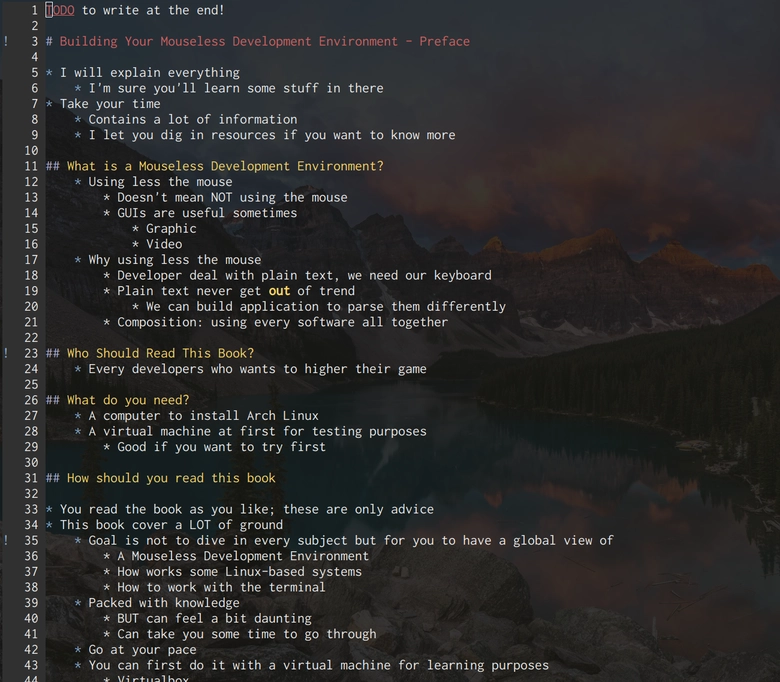 1 TODO to write at the end!
2
! 3 # Building Your Mouseless Development Environment - Preface
4
5 * I will explain everything
6 * I'm sure you'll learn some stuff in there
7 * Take your time
8 * Contains a lot of information
9 * I let you dig in resources if you want to know more
10
11 ## What is a Mouseless Development Environment?
12 * Using less the mouse
13 * Doesn't mean NOT using the mouse
14 * GUIs are useful sometimes
15 * Graphic
16 * Video
17 * Why using less the mouse
18 * Developer deal with plain text, we need our keyboard
19 * Plain text never get out of trend
20 * We can build application to parse them differently
21 * Composition: using every software all together
22
! 23 ## Who Should Read This Book?
24 * Every developers who wants to higher their game
25
26 ## What do you need?
27 * A computer to install Arch Linux
28 * A virtual machine at first for testing purposes
29 * Good if you want to try first
30
31 ## How should you read this book
32
33 * You read the book as you like; these are only advice
34 * This book cover a LOT of ground
! 35 * Goal is not to dive in every subject but for you to have a global view of
36 * A Mouseless Development Environment
37 * How works some Linux-based systems
38 * How to work with the terminal
39 * Packed with knowledge
40 * BUT can feel a bit daunting
41 * Can take you some time to go through
42 * Go at your pace
43 * You can first do it with a virtual machine for learning purposes
44 * Virtualbox